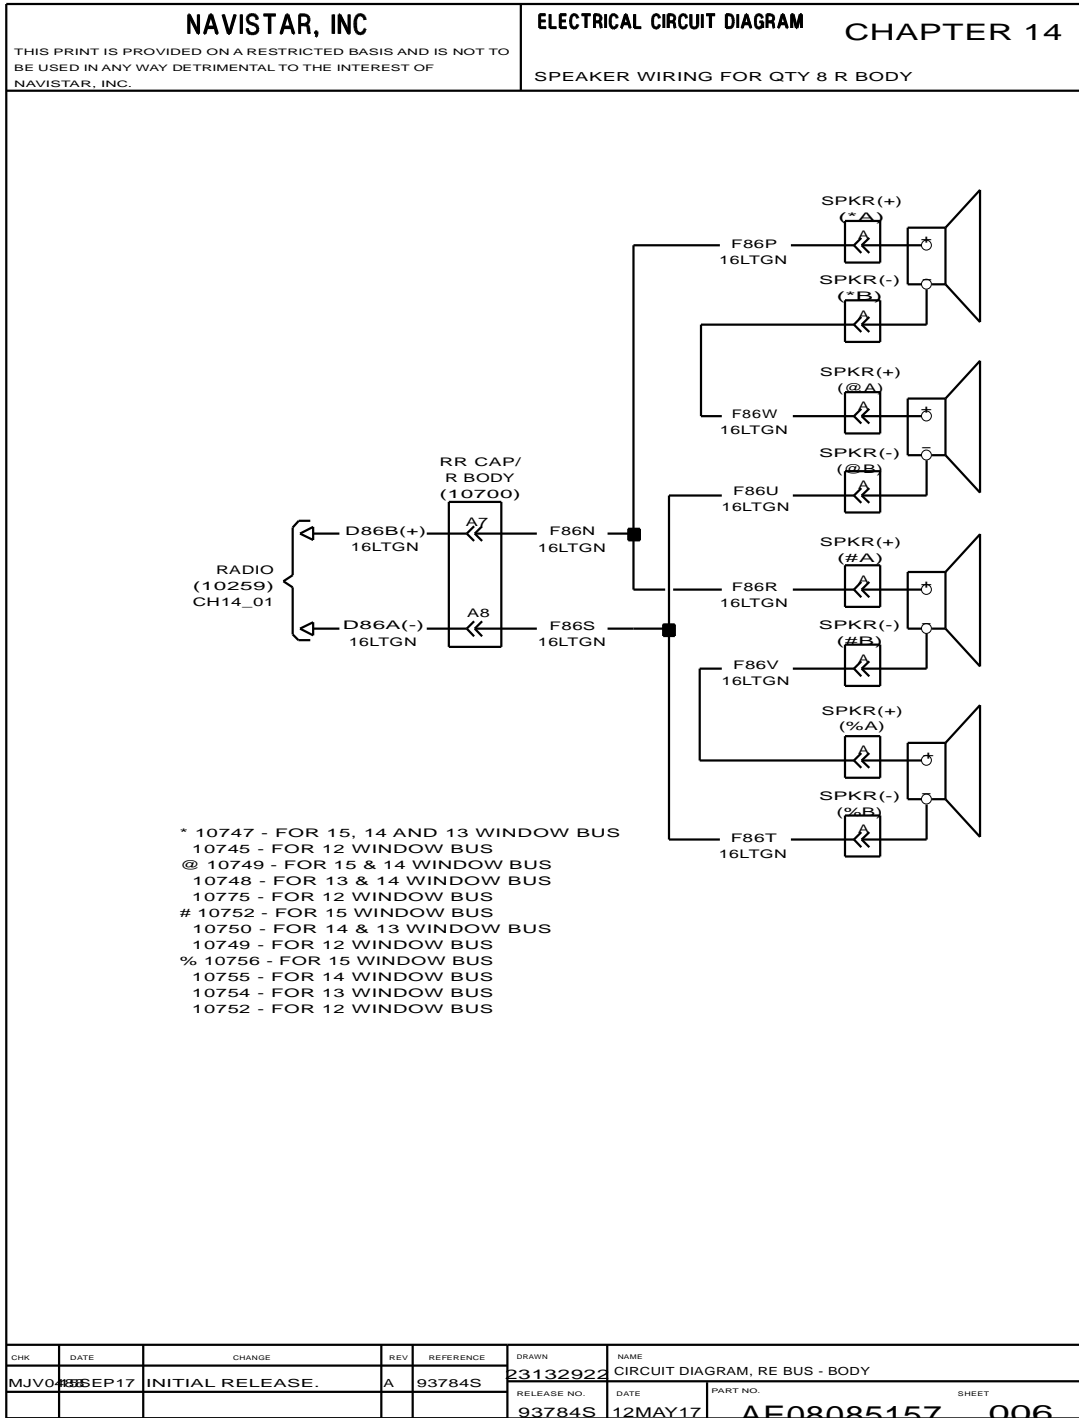 NAVISTAR, INC
THIS PRINT IS PROVIDED ON A RESTRICTED BASIS AND IS NOT TO
BE USED IN ANY WAY DETRIMENTAL TO THE INTEREST OF
NAVISTAR, INC.
ELECTRICAL CIRCUIT DIAGRAM
CHAPTER 14
SPEAKER WIRING FOR QTY 8 R BODY
SPKR(+)
(*A)
A
+
F86P
16LTGN
SPKR(-)
(*B)
A
−
SPKR(+)
(@A)
A
+
F86W
16LTGN
SPKR(-)
(@B)
A
−
F86U
16LTGN
RR CAP/
R BODY
(10700)
A7
D86B(+)
16LTGN
F86N
16LTGN
RADIO
(10259)
CH14_01
A8
D86A(-)
16LTGN
F86S
16LTGN
SPKR(+)
(#A)
A
+
F86R
16LTGN
SPKR(-)
(#B)
A
−
F86V
16LTGN
SPKR(+)
(%A)
A
+
SPKR(-)
(%B)
A
−
F86T
16LTGN
* 10747 - FOR 15, 14 AND 13 WINDOW BUS
10745 - FOR 12 WINDOW BUS
@ 10749 - FOR 15 & 14 WINDOW BUS
10748 - FOR 13 & 14 WINDOW BUS
10775 - FOR 12 WINDOW BUS
# 10752 - FOR 15 WINDOW BUS
10750 - FOR 14 & 13 WINDOW BUS
10749 - FOR 12 WINDOW BUS
% 10756 - FOR 15 WINDOW BUS
10755 - FOR 14 WINDOW BUS
10754 - FOR 13 WINDOW BUS
10752 - FOR 12 WINDOW BUS
CHK DATE CHANGE REV REFERENCE
INITIAL RELEASE. A 93784S
DRAWN
23132922
NAME
CIRCUIT DIAGRAM, RE BUS - BODY
RELEASE NO.
93784S
DATE
12MAY17
PART NO.
AE08085157
SHEET
006